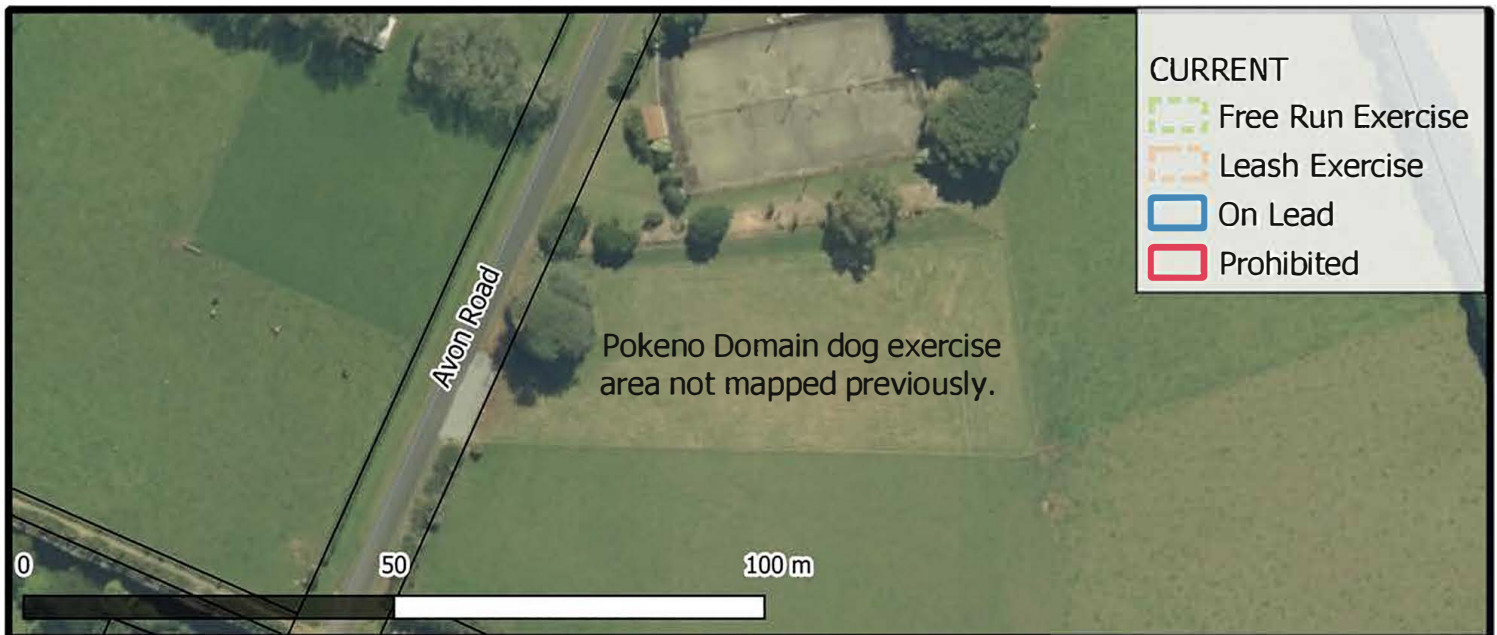 CURRENT
Free Run Exercise
Leash Exercise
On Lead
Prohibited
Avon Road
Pokeno Domain dog exercise
area not mapped previously.
0 50 100 m